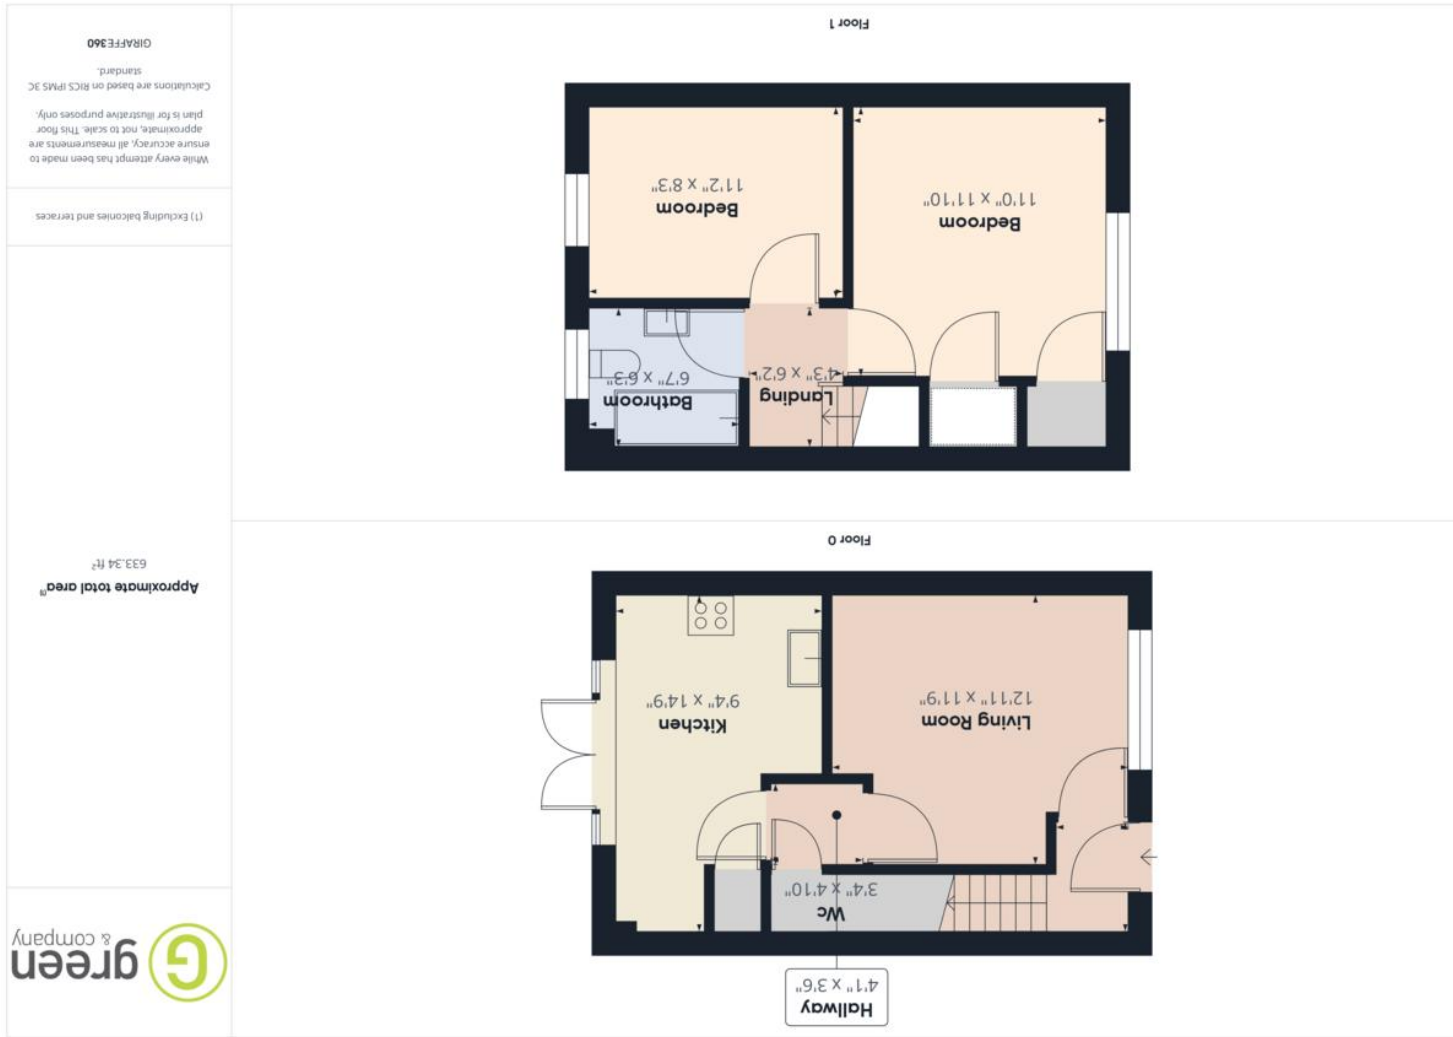 Hallway
4'1" x 3'6"
Wc
3'4" x 4'10"
Living Room
12'11" x 11'9"
Kitchen
9'4" x 14'9"
Floor 0
Landing
4'3" x 6'2"
Bathroom
6'7" x 6'3"
Bedroom
11'0" x 11'10"
Bedroom
11'2" x 8'3"
Floor 1
G green
& company
Approximate total area(1)
633.34 ft²
(1) Excluding balconies and terraces
While every attempt has been made to
ensure accuracy, all measurements are
approximate, not to scale. This floor
plan is for illustrative purposes only.
Calculations are based on RICS IPMS 3C
standard.
GIRAFFE360